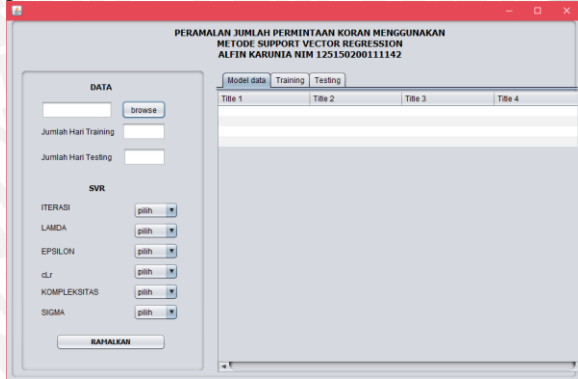 PERAMALAN JUMLAH PERMINTAAN KORAN MENGGUNAKAN
METODE SUPPORT VECTOR REGRESSION
ALFIN KARUNIA NIM 125150200111142
DATA
browse
Jumlah Hari Training
Jumlah Hari Testing
SVR
ITERASI pilih
LAMDA pilih
EPSILON pilih
cLr pilih
KOMPLEKSITAS pilih
SIGMA pilih
RAMALKAN
Model data Training Testing
Title 1 Title 2 Title 3 Title 4